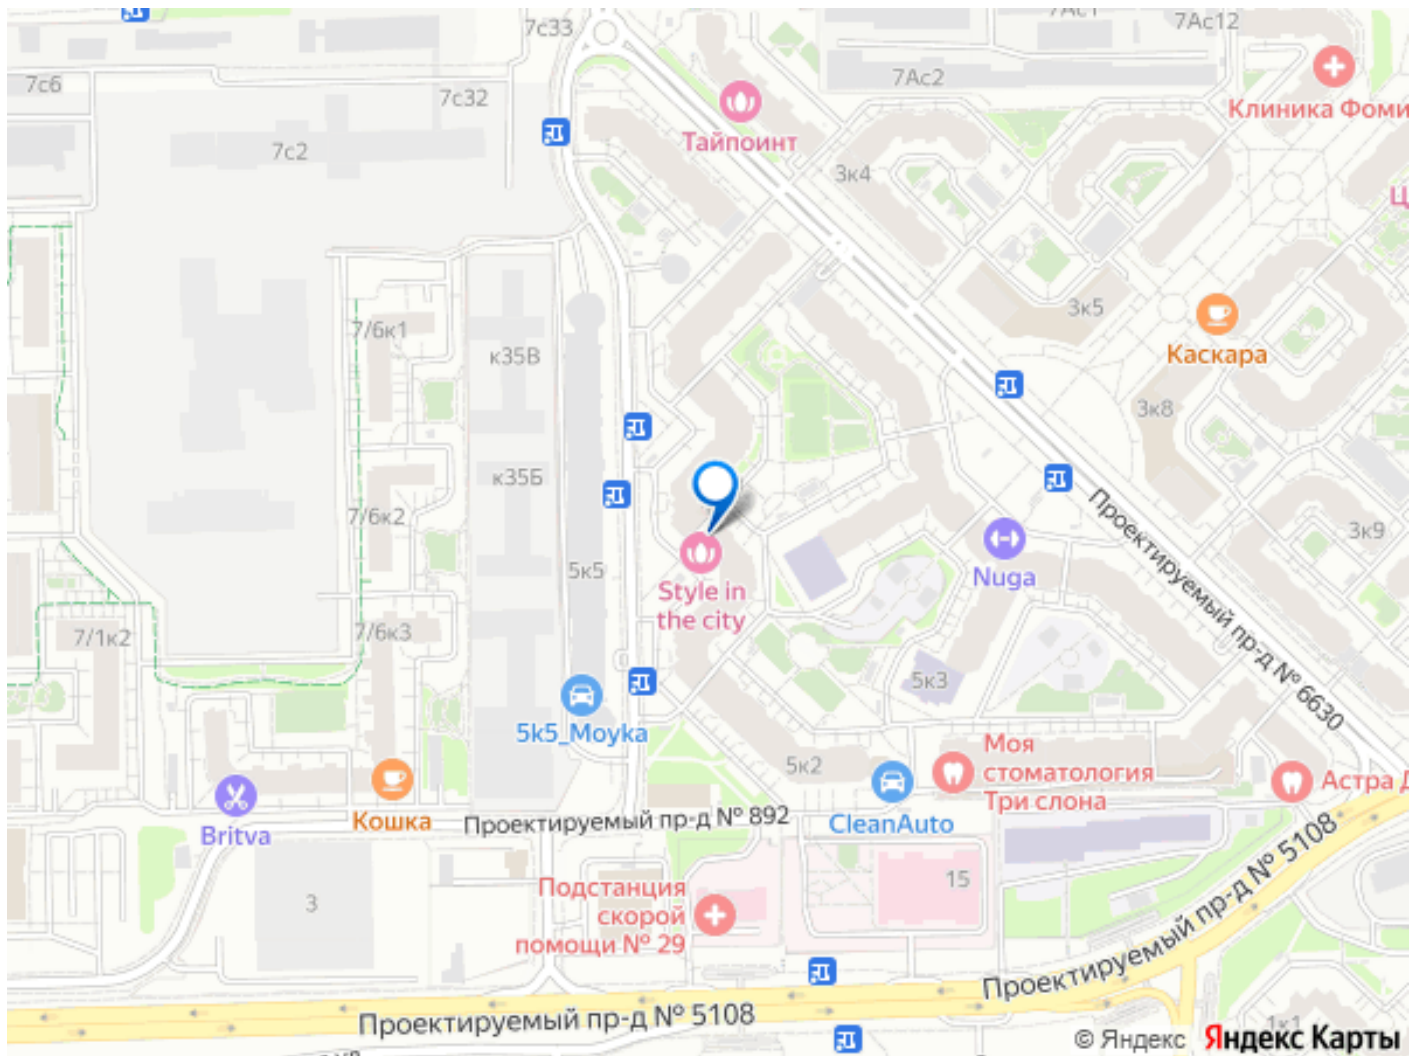 7с33
7Ас1
7Ас12
7с6
7с32
7Ас2
Клиника Фоми
Тайпоинт
7с2
3к4
Ц
3к5
7/6к1
к35В
Каскара
3к8
к35Б
7/6к2
Проектируемый пр-д № 6630
3к9
5к5
Nuga
Style in
the city
7/1к2
7/6к3
5к3
5k5_Moyka
5к2
Моя
стоматология
Три слона
Астра Д
Britva
Кошка
Проектируемый пр-д № 892
CleanAuto
15
3
Подстанция
скорой
помощи № 29
Проектируемый пр-д № 5108
Проектируемый пр-д № 5108
1к1
© Яндекс Яндекс Карты